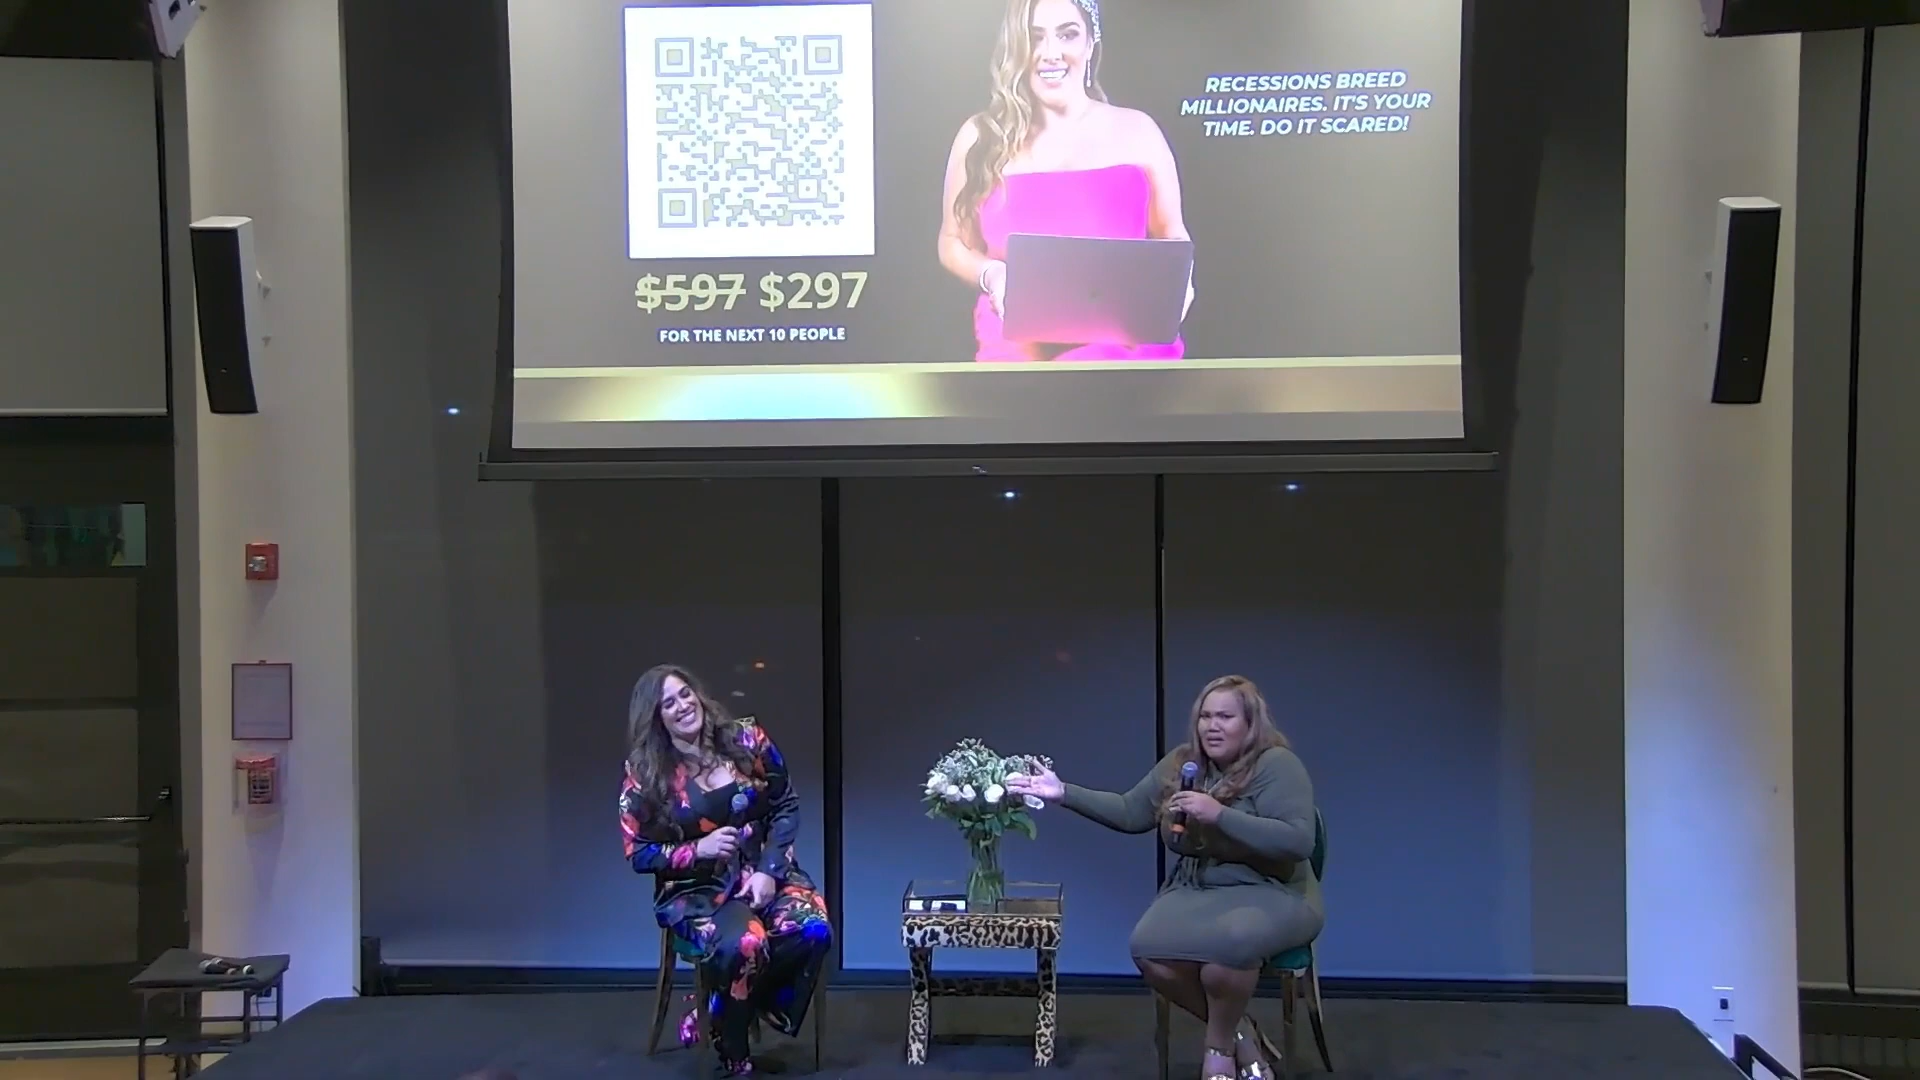 RECESSIONS BREED
MILLIONAIRES. IT'S YOUR
TIME. DO IT SCARED!
$597 $297
FOR THE NEXT 10 PEOPLE